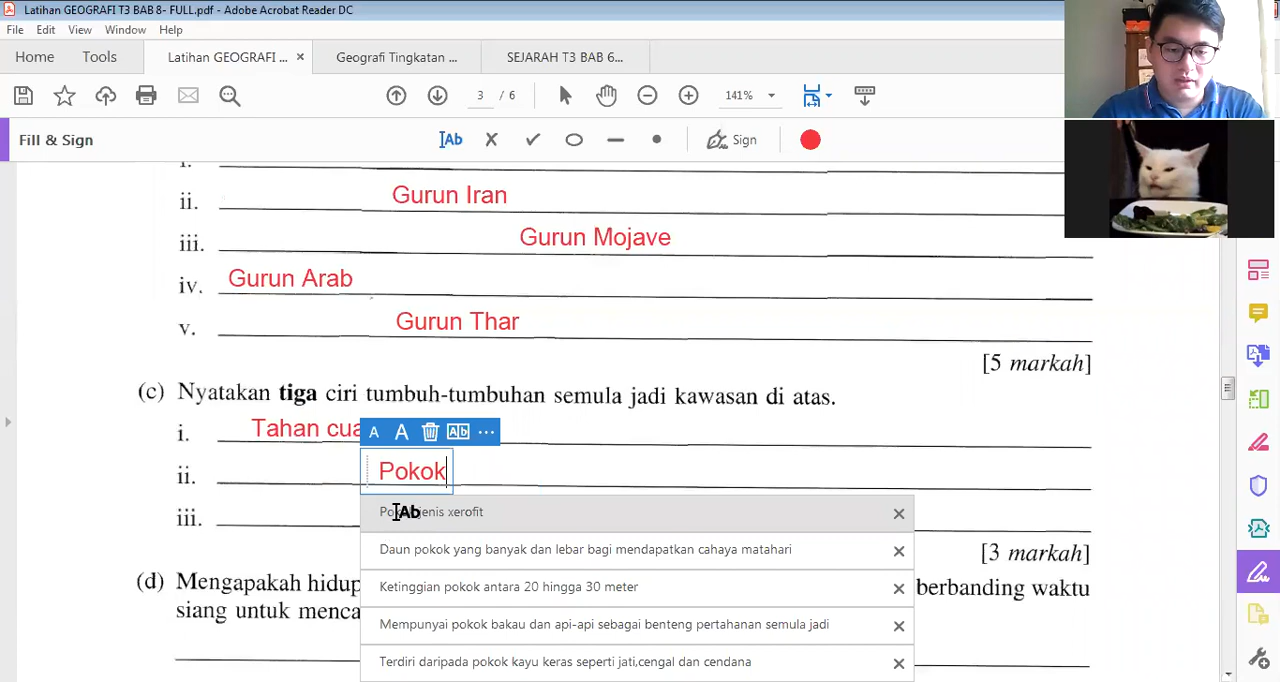 Latihan GEOGRAFI T3 BAB 8- FULL.pdf - Adobe Acrobat Reader DC
File Edit View Window Help
Home Tools Latihan GEOGRAFI ... × Geografi Tingkatan ... SEJARAH T3 BAB 6...
3 / 6 141%
Fill & Sign Ab Sign
i.
ii. Gurun Iran
iii. Gurun Mojave
iv. Gurun Arab
v. Gurun Thar
[5 markah]
(c) Nyatakan tiga ciri tumbuh-tumbuhan semula jadi kawasan di atas.
i. Tahan A A Ab ...
ii. Pokok
iii. jenis xerofit
Ab
Daun pokok yang banyak dan lebar bagi mendapatkan cahaya matahari
[3 markah]
(d) Mengapakah hidup berbanding waktu
Ketinggian pokok antara 20 hingga 30 meter
siang untuk
Mempunyai pokok bakau dan api-api sebagai benteng pertahanan semula jadi
Terdiri daripada pokok kayu keras seperti jati,cengal dan cendana